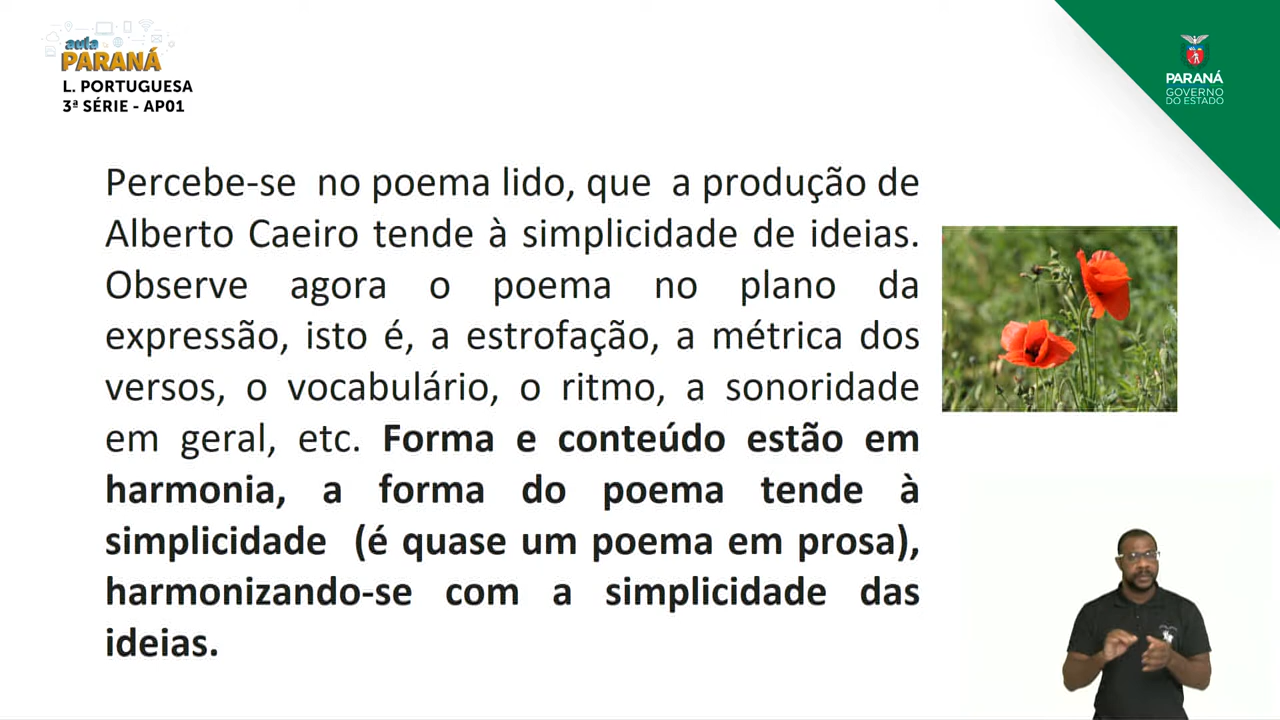 aula
PARANÁ
L. PORTUGUESA
3ª SÉRIE - AP01
PARANÁ
GOVERNO
DO ESTADO
Percebe-se no poema lido, que a produção de
Alberto Caeiro tende à simplicidade de ideias.
Observe agora o poema no plano da
expressão, isto é, a estrofação, a métrica dos
versos, o vocabulário, o ritmo, a sonoridade
em geral, etc. Forma e conteúdo estão em
harmonia, a forma do poema tende à
simplicidade (é quase um poema em prosa),
harmonizando-se com a simplicidade das
ideias.